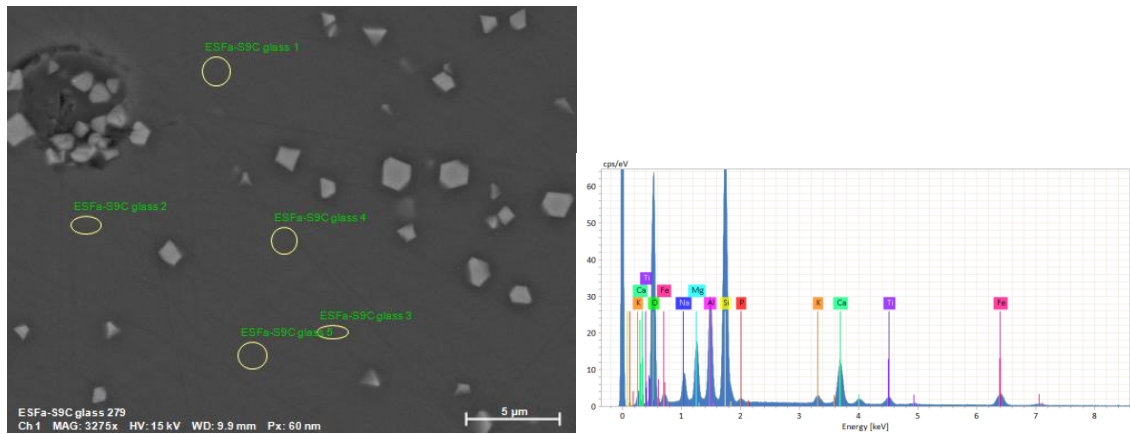 ESFa-S9C glass 1
ESFa-S9C glass 2
ESFa-S9C glass 4
ESFa-S9C glass 3
ESFa-S9C glass 5
ESFa-S9C glass 279
Ch 1 MAG: 3275x HV: 15 kV WD: 9.9 mm Px: 60 nm
5 µm
cps/eV
60
50
40
30
20
10
0
Ti
Ca
K O Fe Na Mg Al Si P K Ca Ti Fe
0 1 2 3 4 5 6 7 8
Energy [keV]